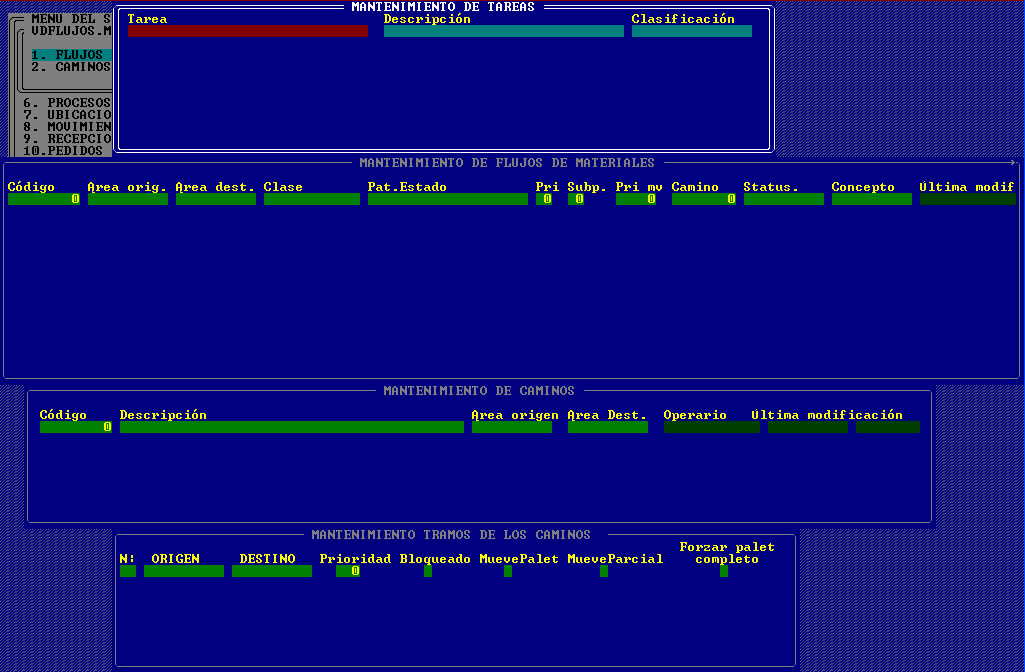 MANTENIMIENTO DE TAREAS
Tarea Descripción Clasificación
MENU DEL S
VDFLUJOS.M
1. FLUJOS
2. CAMINOS
6. PROCESOS
7. UBICACIO
8. MOVIMIEN
9. RECEPCIO
10.PEDIDOS
MANTENIMIENTO DE FLUJOS DE MATERIALES
Código Area orig. Area dest. Clase Pat.Estado Pri Subp. Pri mv Camino Status. Concepto Última modif
0 0 0 0 0
MANTENIMIENTO DE CAMINOS
Código Descripción Area origen Area Dest. Operario Última modificación
0
MANTENIMIENTO TRAMOS DE LOS CAMINOS
Forzar palet
N: ORIGEN DESTINO Prioridad Bloqueado MuevePalet MueveParcial completo
0